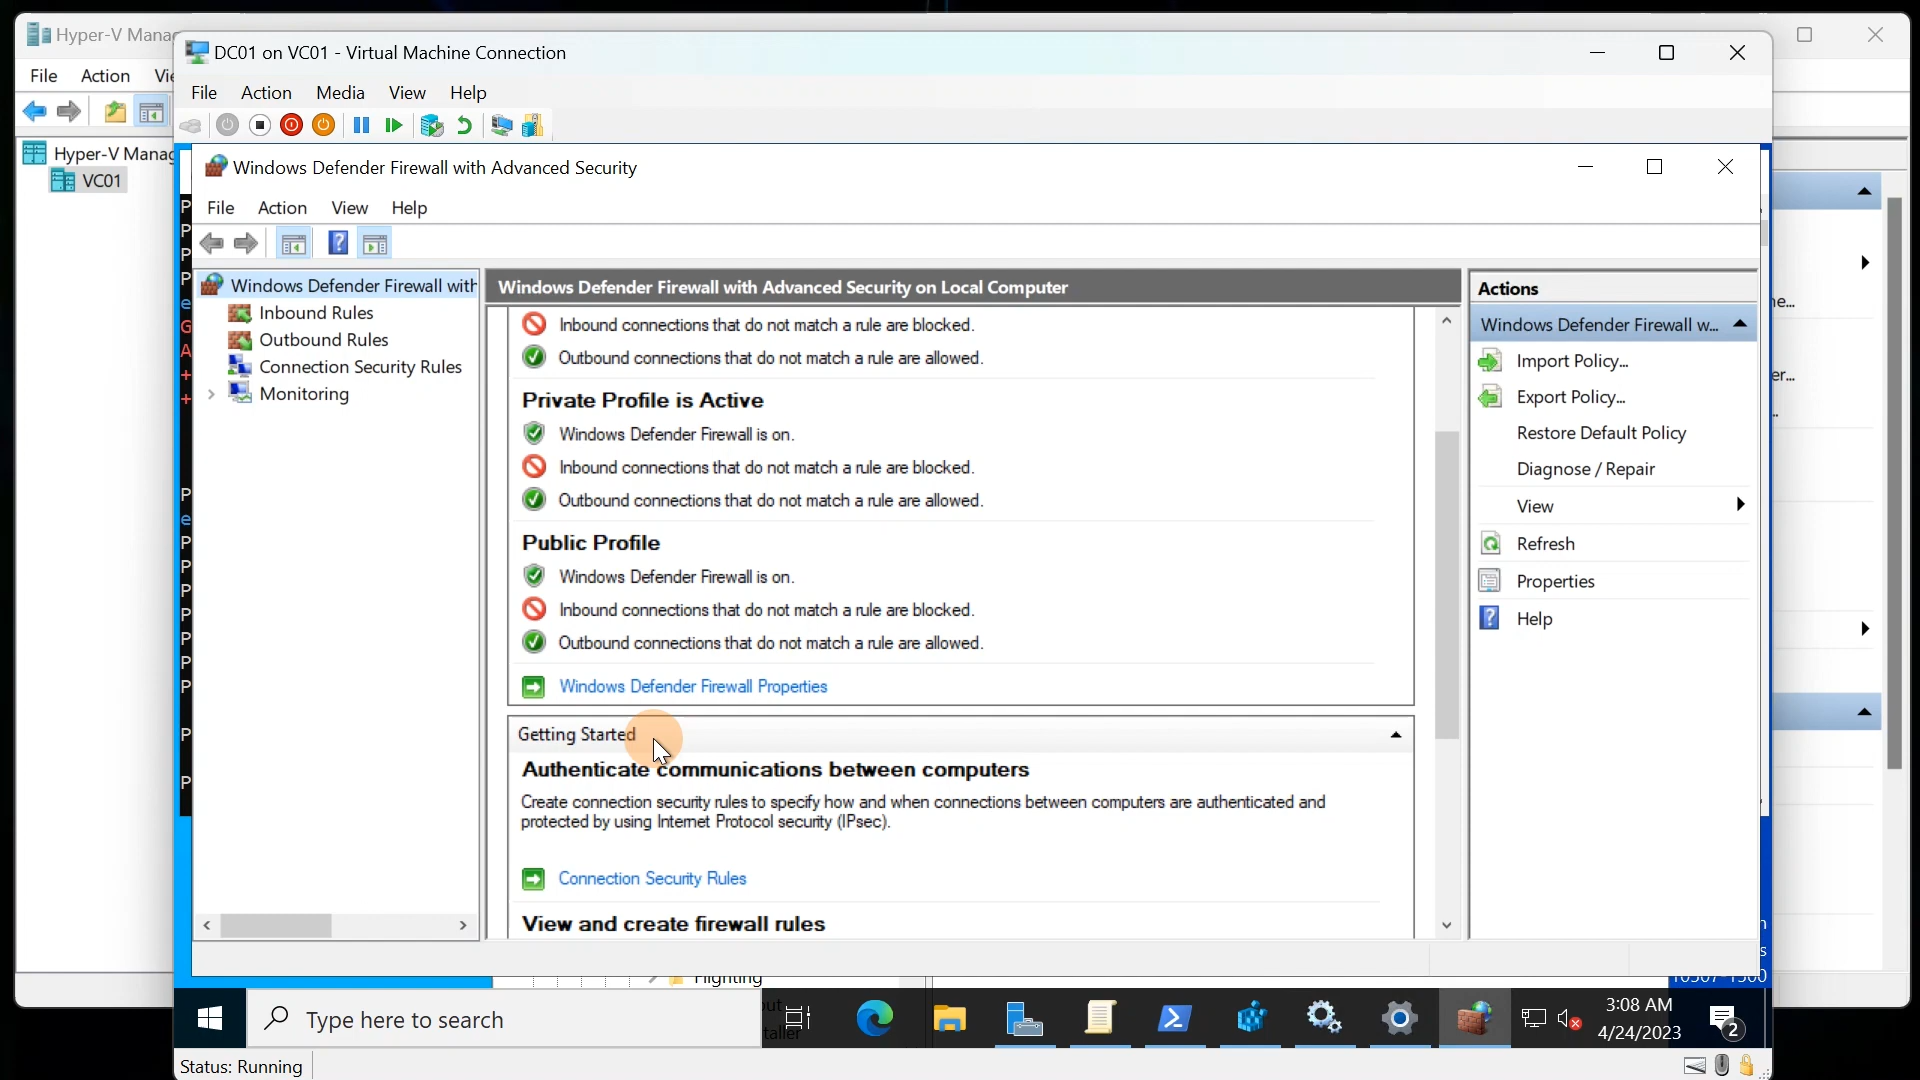 Hyper-V Mana
File Action Vi
Hyper-V Manag
VC01
DC01 on VC01 - Virtual Machine Connection
File Action Media View Help
Windows Defender Firewall with Advanced Security
File Action View Help
Windows Defender Firewall with
Inbound Rules
Outbound Rules
Connection Security Rules
Monitoring
Windows Defender Firewall with Advanced Security on Local Computer
Inbound connections that do not match a rule are blocked.
Outbound connections that do not match a rule are allowed.
Private Profile is Active
Windows Defender Firewall is on.
Inbound connections that do not match a rule are blocked.
Outbound connections that do not match a rule are allowed.
Public Profile
Windows Defender Firewall is on.
Inbound connections that do not match a rule are blocked.
Outbound connections that do not match a rule are allowed.
Windows Defender Firewall Properties
Getting Started
Authenticate communications between computers
Create connection security rules to specify how and when connections between computers are authenticated and
protected by using Internet Protocol security (IPsec).
Connection Security Rules
View and create firewall rules
Actions
Windows Defender Firewall w...
Import Policy...
Export Policy...
Restore Default Policy
Diagnose / Repair
View
Refresh
Properties
Help
Type here to search
3:08 AM
4/24/2023
2
Status: Running